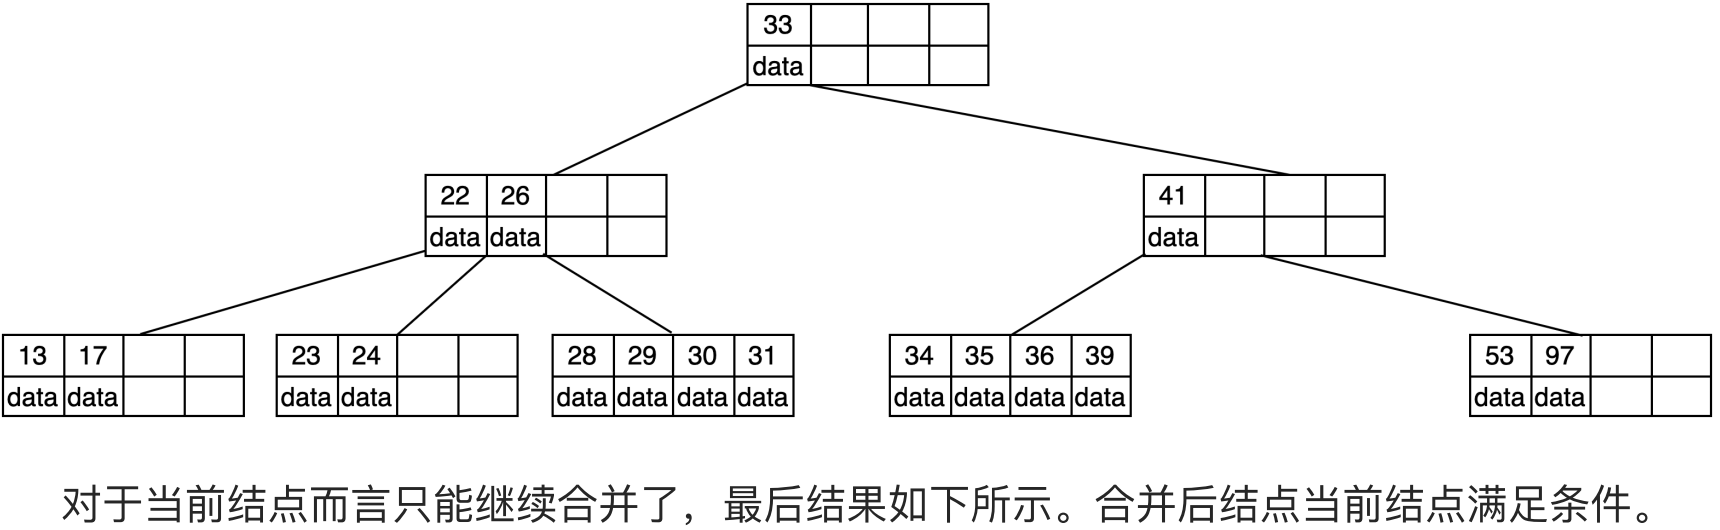 33
data
22 26 41
data data data
13 17 23 24 28 29 30 31 34 35 36 39 53 97
data data data data data data data data data data data data data data
对于当前结点而言只能继续合并了，最后结果如下所示。合并后结点当前结点满足条件。